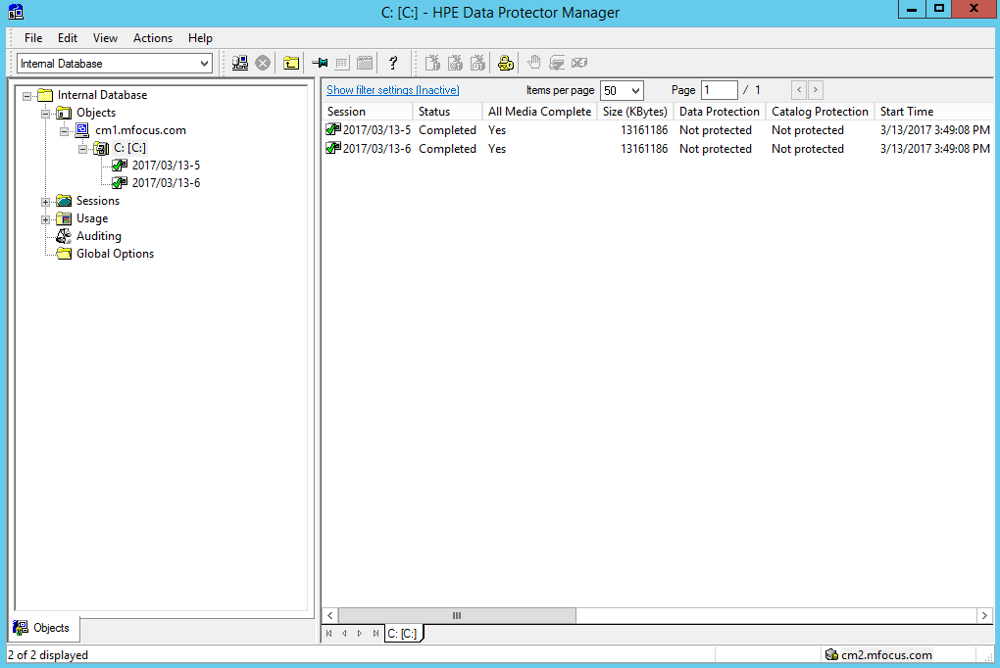 C: [C:] - HPE Data Protector Manager
File Edit View Actions Help
Internal Database
Internal Database
Objects
cm1.mfocus.com
C: [C:]
2017/03/13-5
2017/03/13-6
Sessions
Usage
Auditing
Global Options
Objects
Show filter settings (Inactive) Items per page 50 Page 1 / 1
Session Status All Media Complete Size (KBytes) Data Protection Catalog Protection Start Time
2017/03/13-5 Completed Yes 13161186 Not protected Not protected 3/13/2017 3:49:08 PM
2017/03/13-6 Completed Yes 13161186 Not protected Not protected 3/13/2017 3:49:08 PM
C: [C:]
2 of 2 displayed
cm2.mfocus.com